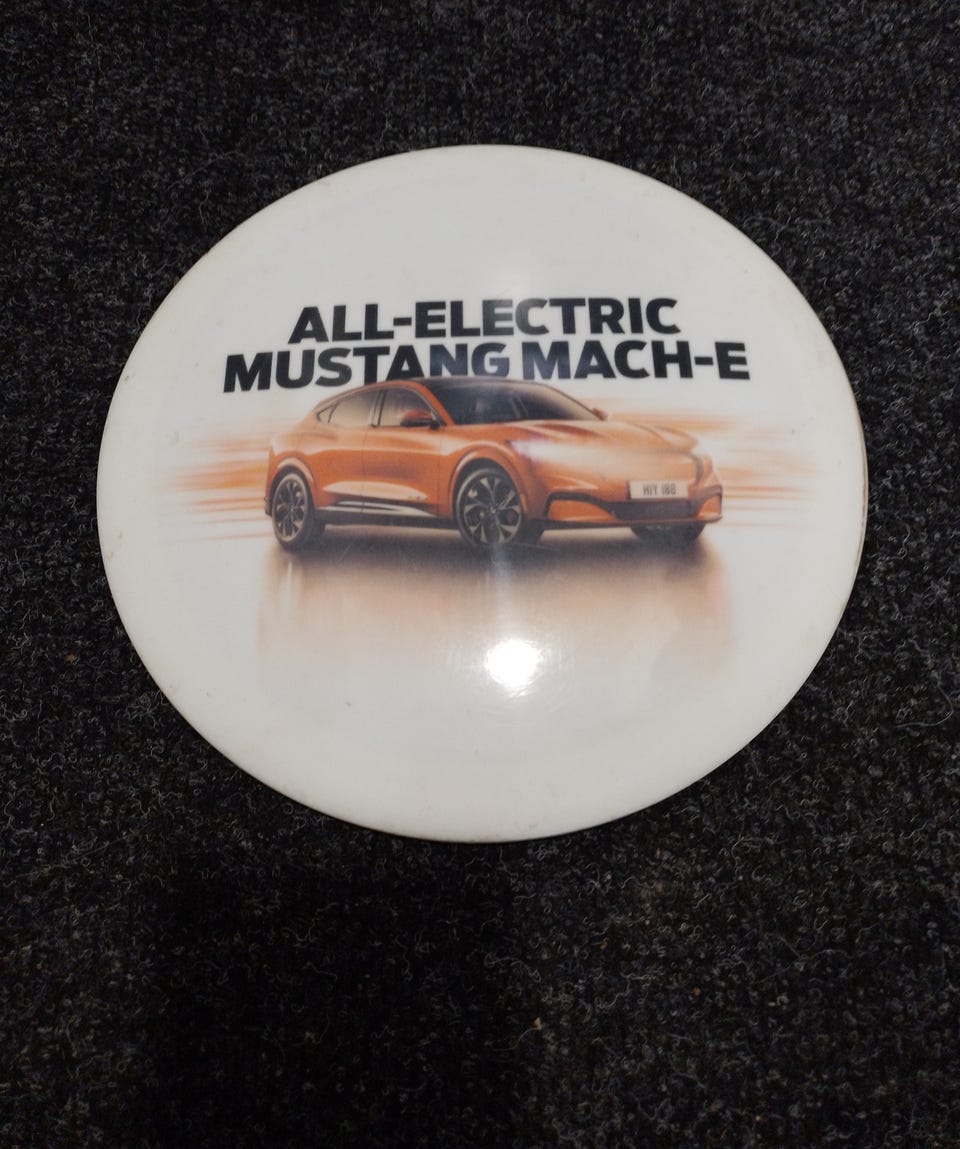 ALL-ELECTRIC
MUSTANG MACH-E
HIY 188